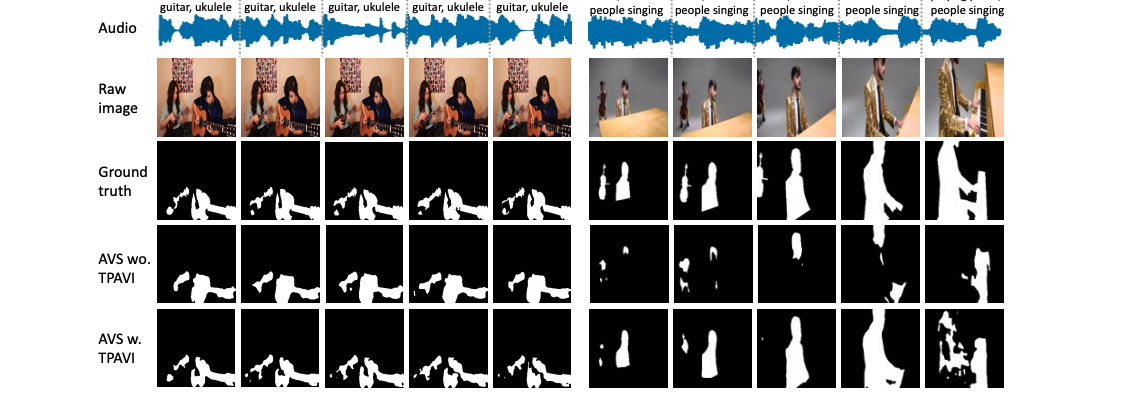 guitar, ukulele guitar, ukulele guitar, ukulele guitar, ukulele guitar, ukulele
people singing people singing people singing people singing people singing
Audio
Raw
image
Ground
truth
AVS wo.
TPAVI
AVS w.
TPAVI